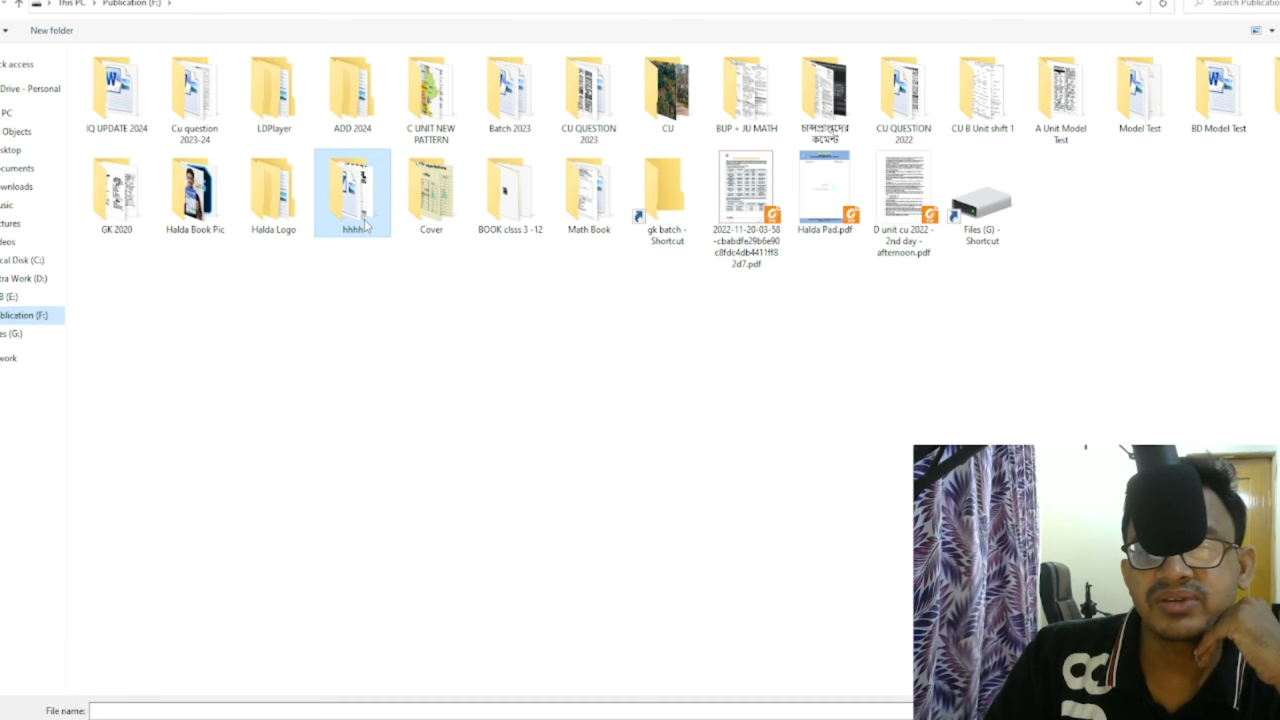 This PC > Publication (F:) >
Search Publicatio
New folder
ck access
Drive - Personal
PC
Objects
sktop
cuments
wnloads
usic
ctures
deos
cal Disk (C:)
tra Work (D:)
B (E:)
blication (F:)
es (G:)
work
IQ UPDATE 2024
Cu question
2023-24
LDPlayer
ADD 2024
C UNIT NEW
PATTERN
Batch 2023
CU QUESTION
2023
CU
BUP + JU MATH
চান্সপ্রাপ্তদের
কমেন্ট
CU QUESTION
2022
CU B Unit shift 1
A Unit Model
Test
Model Test
BD Model Test
GK 2020
Halda Book Pic
Halda Logo
Cover
BOOK clsss 3 -12
Math Book
gk batch -
Shortcut
2022-11-20-03-58
-cbabdfe29b6e90
c8fdc4db4411ff8
2d7.pdf
Halda Pad.pdf
D unit cu 2022 -
2nd day -
afternoon.pdf
Files (G) -
Shortcut
File name: